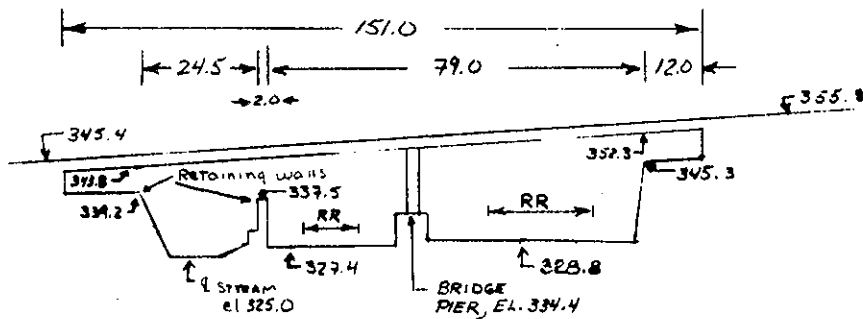 151.0
24.5
79.0
12.0
2.0
345.4
355.8
343.8
Retaining walls
337.5
352.3
345.3
339.2
RR
RR
327.4
328.8
℄ STREAM
el 325.0
BRIDGE
PIER, EL. 334.4